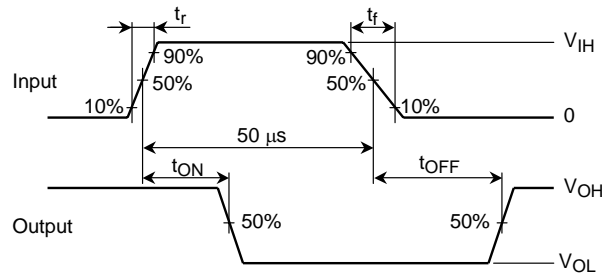 tr
tf
VIH
90%
90%
Input
50%
50%
10%
10%
0
50 μs
tON
tOFF
VOH
Output
50%
50%
VOL